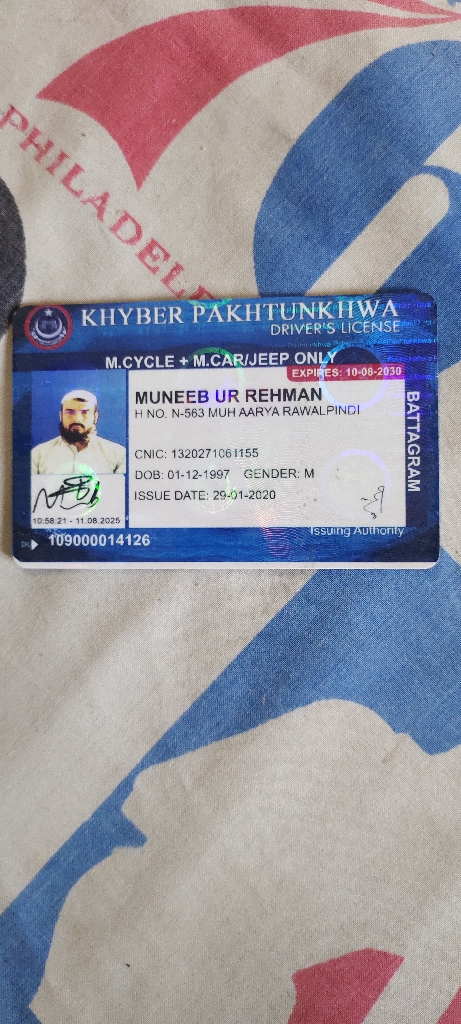 PHILADEL
KHYBER PAKHTUNKHWA
DRIVER'S LICENSE
M.CYCLE + M.CAR/JEEP ONLY
EXPIRES: 10-08-2030
MUNEEB UR REHMAN
H NO. N-563 MUH AARYA RAWALPINDI
BATTAGRAM
CNIC: 1320271061155
DOB: 01-12-1997 GENDER: M
ISSUE DATE: 29-01-2020
10:58:21 - 11.08.2025
Issuing Authority
109000014126